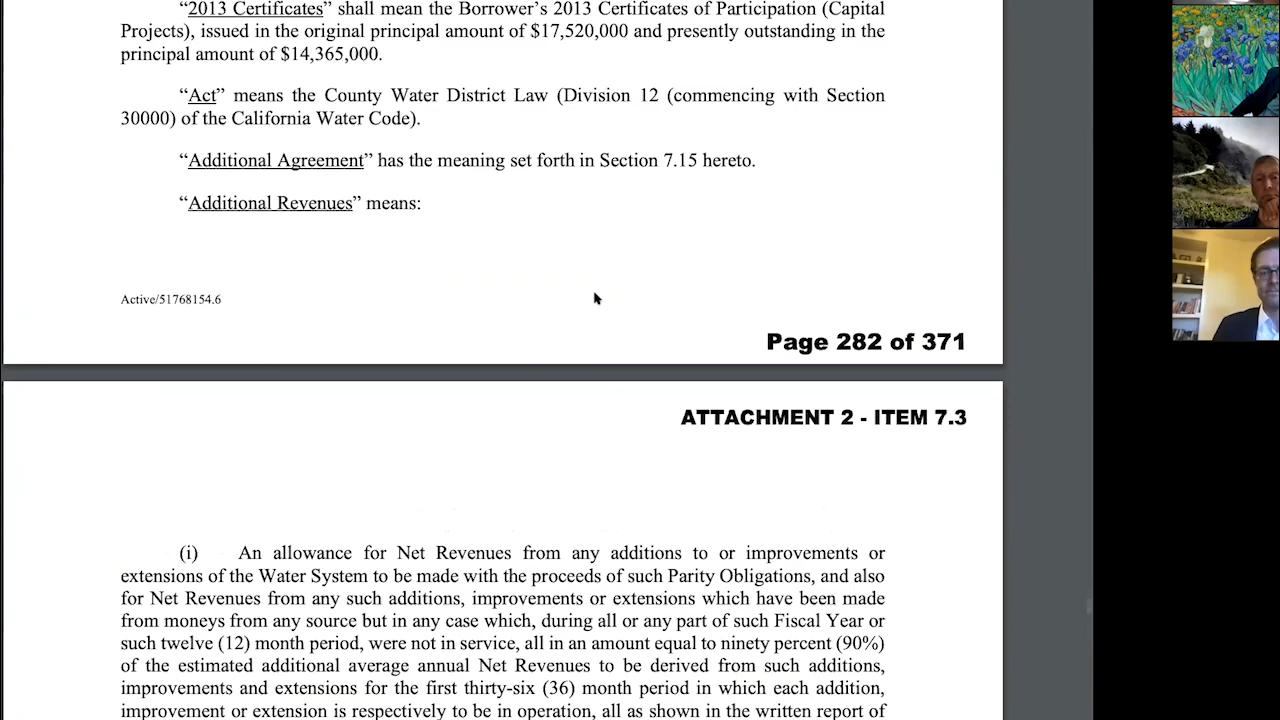 “2013 Certificates” shall mean the Borrower’s 2013 Certificates of Participation (Capital
Projects), issued in the original principal amount of $17,520,000 and presently outstanding in the
principal amount of $14,365,000.
“Act” means the County Water District Law (Division 12 (commencing with Section
30000) of the California Water Code).
“Additional Agreement” has the meaning set forth in Section 7.15 hereto.
“Additional Revenues” means:
Active/51768154.6
Page 282 of 371
ATTACHMENT 2 - ITEM 7.3
(i) An allowance for Net Revenues from any additions to or improvements or
extensions of the Water System to be made with the proceeds of such Parity Obligations, and also
for Net Revenues from any such additions, improvements or extensions which have been made
from moneys from any source but in any case which, during all or any part of such Fiscal Year or
such twelve (12) month period, were not in service, all in an amount equal to ninety percent (90%)
of the estimated additional average annual Net Revenues to be derived from such additions,
improvements and extensions for the first thirty-six (36) month period in which each addition,
improvement or extension is respectively to be in operation, all as shown in the written report of